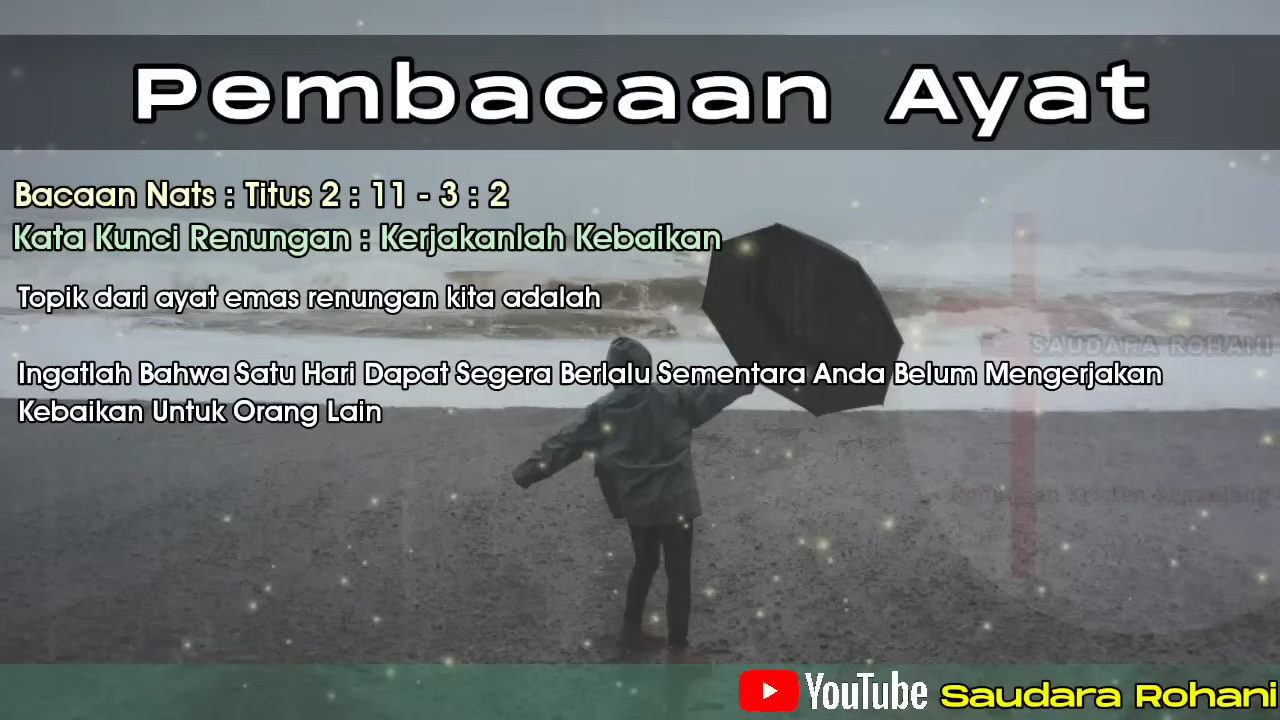 Pembacaan Ayat
Bacaan Nats : Titus 2 : 11 - 3 : 2
Kata Kunci Renungan : Kerjakanlah Kebaikan
Topik dari ayat emas renungan kita adalah
SAUDARA ROHANI
Ingatlah Bahwa Satu Hari Dapat Segera Berlalu Sementara Anda Belum Mengerjakan
Kebaikan Untuk Orang Lain
Kristen
YouTube Saudara Rohani